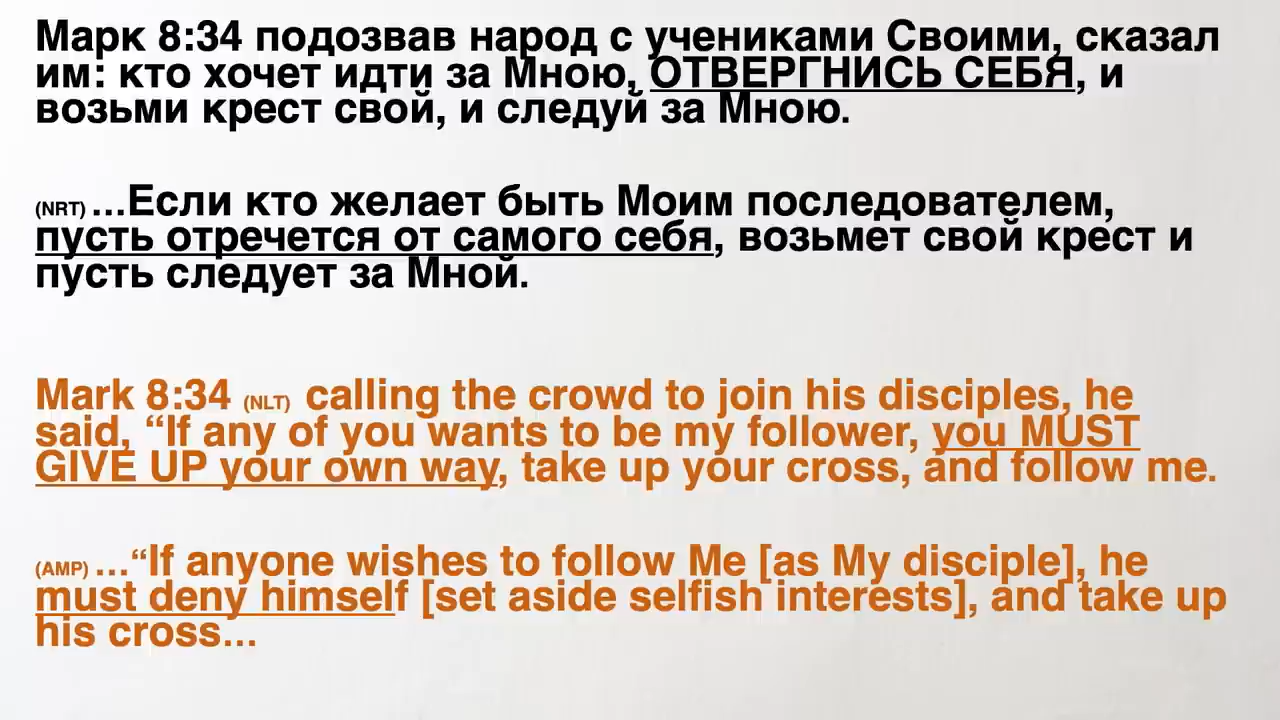 Марк 8:34 подозвав народ с учениками Своими, сказал
им: кто хочет идти за Мною, ОТВЕРГНИСЬ СЕБЯ, и
возьми крест свой, и следуй за Мною.
(NRT) …Если кто желает быть Моим последователем,
пусть отречется от самого себя, возьмет свой крест и
пусть следует за Мной.
Mark 8:34 (NLT) calling the crowd to join his disciples, he
said, “If any of you wants to be my follower, you MUST
GIVE UP your own way, take up your cross, and follow me.
(AMP) …“If anyone wishes to follow Me [as My disciple], he
must deny himself [set aside selfish interests], and take up
his cross…